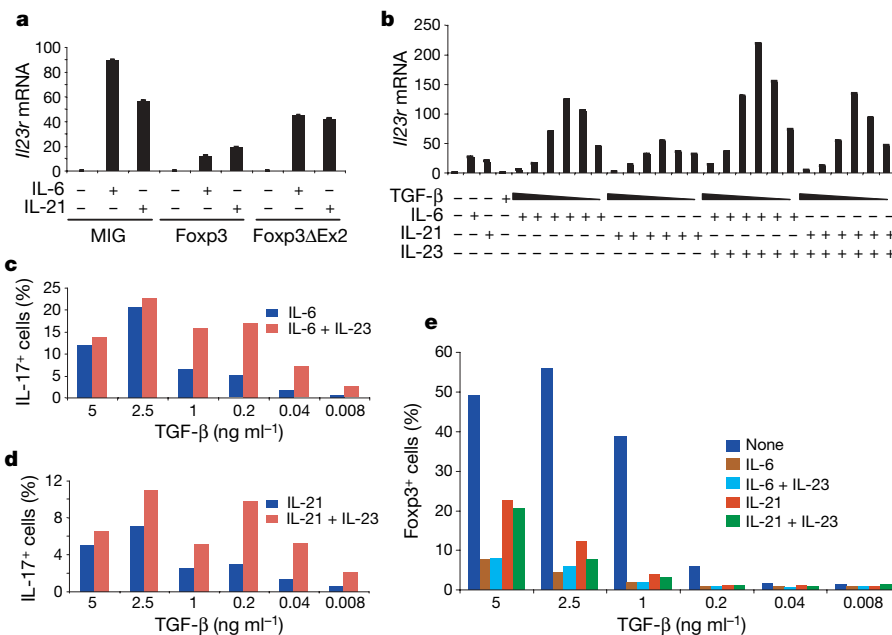 a
Il23r mRNA
100
80
60
40
20
0
IL-6 – + – – + – – + –
IL-21 – – + – – + – – +
MIG Foxp3 Foxp3ΔEx2
b
Il23r mRNA
250
200
150
100
50
0
TGF-β – – – +
IL-6 – + – – + + + + + + – – – – – – + + + + + + – – – – – –
IL-21 – – + – – – – – – – + + + + + + – – – – – – + + + + + +
IL-23 – – – – – – – – – – – – – – – – + + + + + + + + + + + +
c
IL-17⁺ cells (%)
25
20
15
10
5
0
IL-6
IL-6 + IL-23
5 2.5 1 0.2 0.04 0.008
TGF-β (ng ml⁻¹)
d
IL-17⁺ cells (%)
12
8
4
0
IL-21
IL-21 + IL-23
5 2.5 1 0.2 0.04 0.008
TGF-β (ng ml⁻¹)
e
Foxp3⁺ cells (%)
60
50
40
30
20
10
0
None
IL-6
IL-6 + IL-23
IL-21
IL-21 + IL-23
5 2.5 1 0.2 0.04 0.008
TGF-β (ng ml⁻¹)